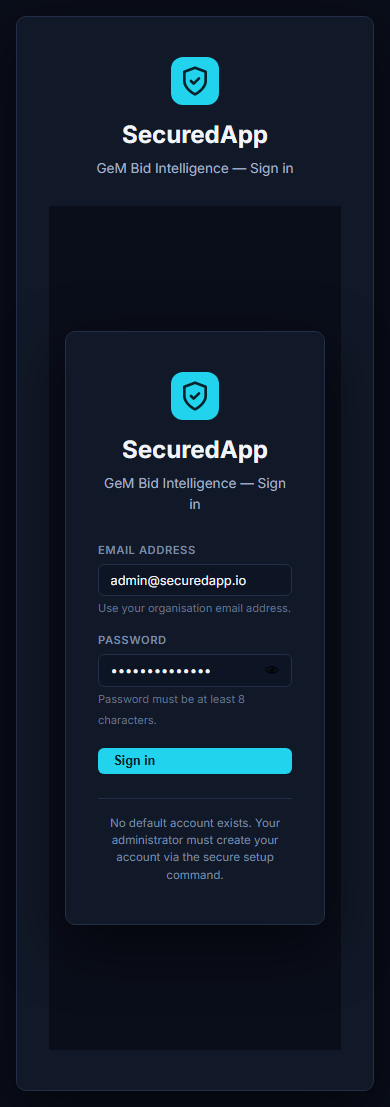 SecuredApp
GeM Bid Intelligence — Sign in
SecuredApp
GeM Bid Intelligence — Sign
in
EMAIL ADDRESS
admin@securedapp.io
Use your organisation email address.
PASSWORD
••••••••••••••
Password must be at least 8
characters.
Sign in
No default account exists. Your
administrator must create your
account via the secure setup
command.